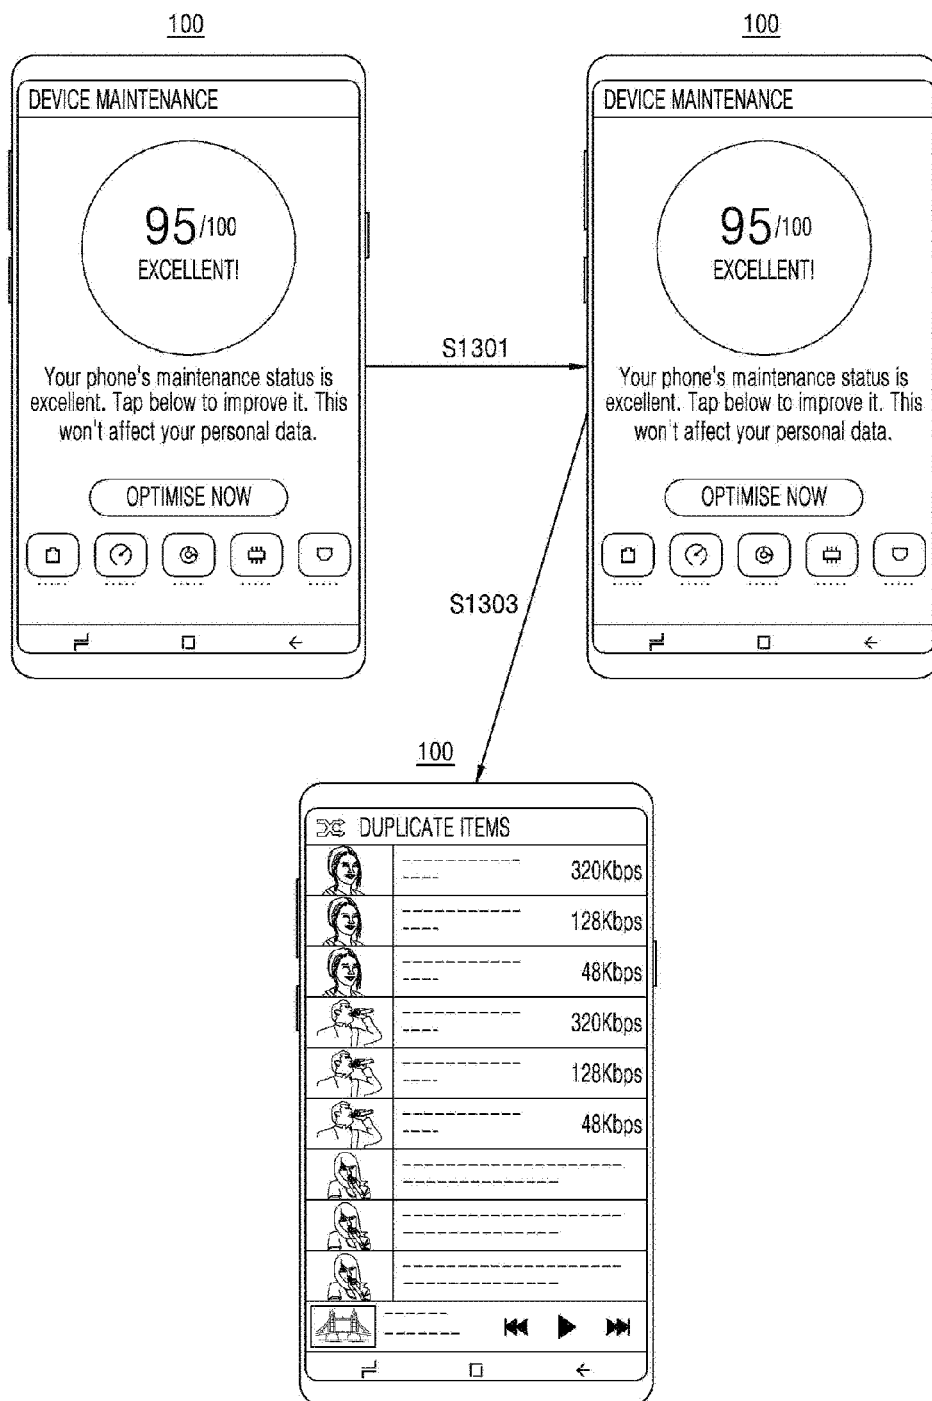 100
DEVICE MAINTENANCE
95/100
EXCELLENT!
Your phone's maintenance status is
excellent. Tap below to improve it. This
won't affect your personal data.
OPTIMISE NOW
S1301
100
DEVICE MAINTENANCE
95/100
EXCELLENT!
Your phone's maintenance status is
excellent. Tap below to improve it. This
won't affect your personal data.
OPTIMISE NOW
S1303
100
DUPLICATE ITEMS
320Kbps
128Kbps
48Kbps
320Kbps
128Kbps
48Kbps